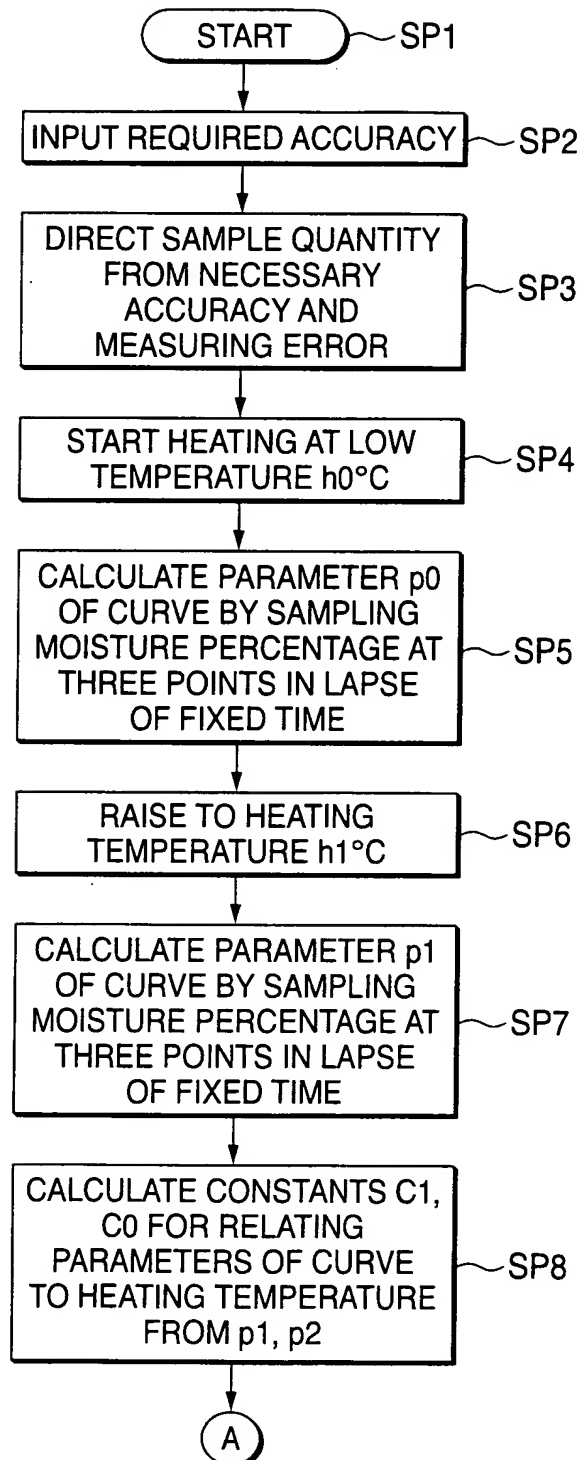 START
SP1
INPUT REQUIRED ACCURACY
SP2
DIRECT SAMPLE QUANTITY
FROM NECESSARY
ACCURACY AND
MEASURING ERROR
SP3
START HEATING AT LOW
TEMPERATURE h0°C
SP4
CALCULATE PARAMETER p0
OF CURVE BY SAMPLING
MOISTURE PERCENTAGE AT
THREE POINTS IN LAPSE
OF FIXED TIME
SP5
RAISE TO HEATING
TEMPERATURE h1°C
SP6
CALCULATE PARAMETER p1
OF CURVE BY SAMPLING
MOISTURE PERCENTAGE AT
THREE POINTS IN LAPSE
OF FIXED TIME
SP7
CALCULATE CONSTANTS C1,
C0 FOR RELATING
PARAMETERS OF CURVE
TO HEATING TEMPERATURE
FROM p1, p2
SP8
A